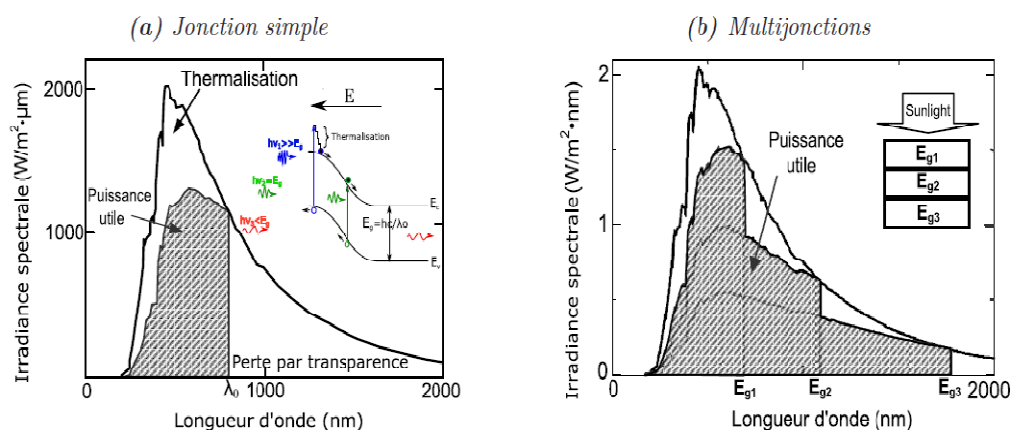 (a) Jonction simple
Irradiance spectrale (W/m²·µm)
2000
1000
Thermalisation
E
Thermalisation
hν₁>>E_g
hν₂=E_g
hν₃<E_g
E_g=hc/λo
E_c
E_v
Puissance
utile
Perte par transparence
0
λ₀
1000
2000
Longueur d'onde (nm)
(b) Multijonctions
Irradiance spectrale (W/m²·nm)
2
1
0
Sunlight
E_g1
E_g2
E_g3
Puissance
utile
0
E_g1
E_g2
E_g3
2000
Longueur d'onde (nm)